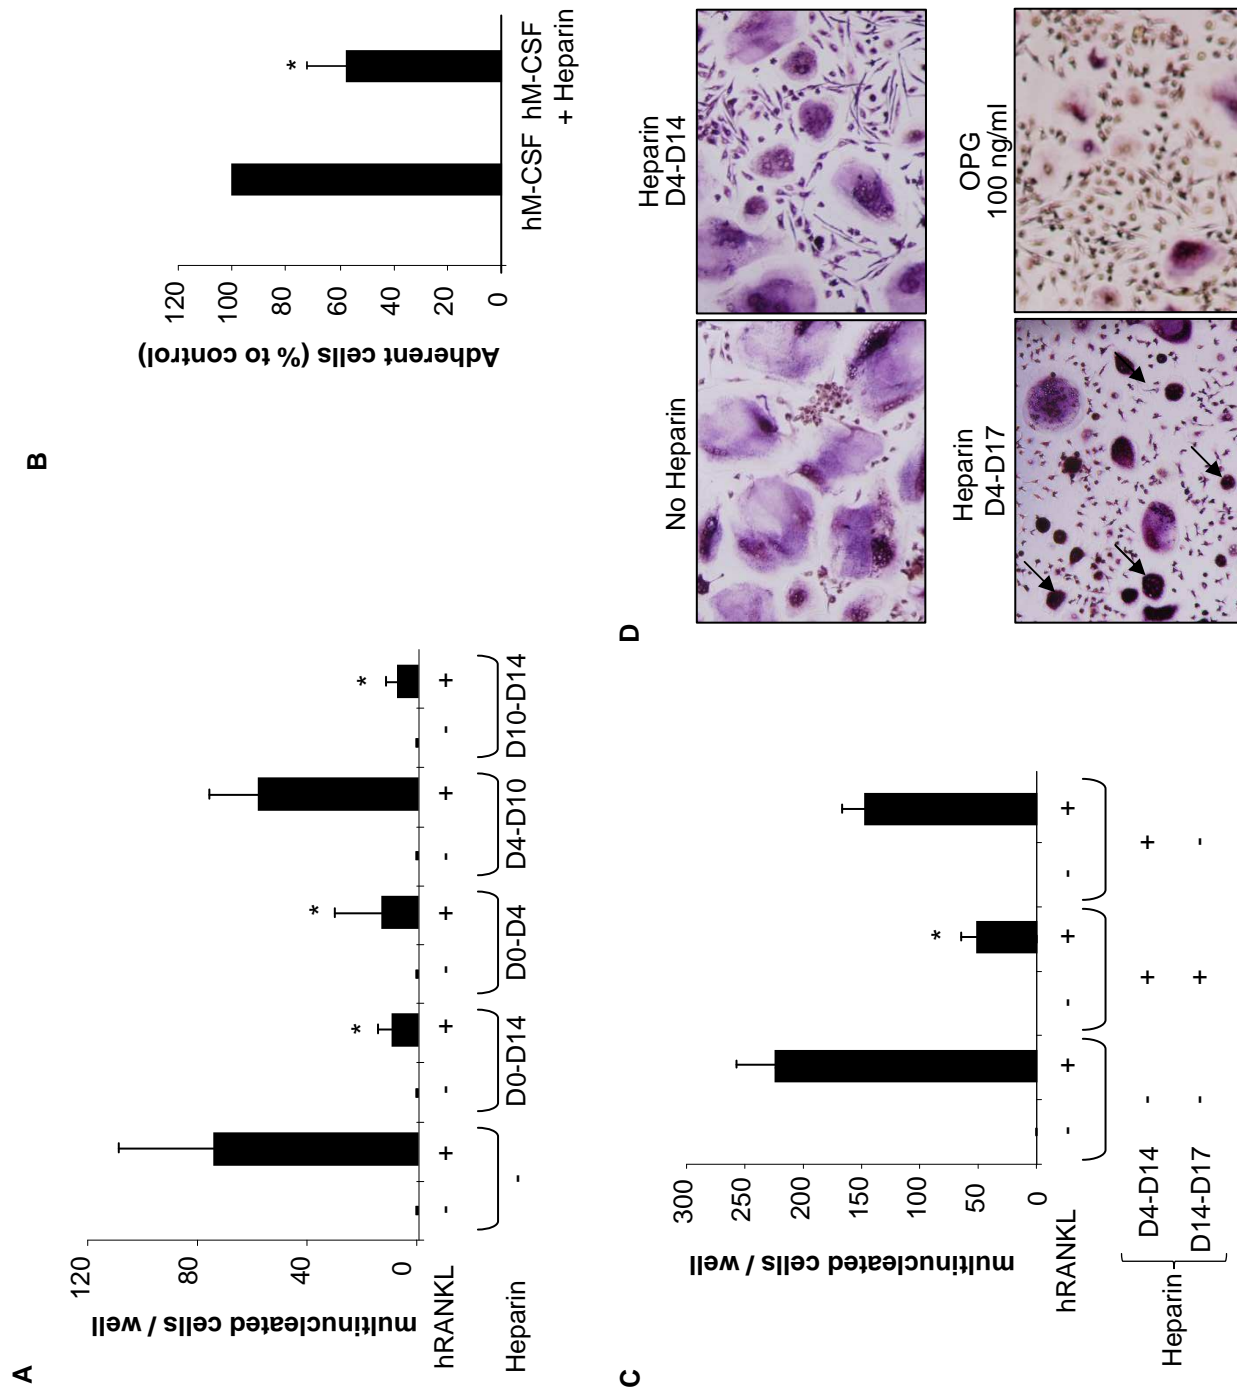 A
multinucleated cells / well
120
80
40
0
*
*
*
hRANKL - + - + - + - + - +
Heparin - D0-D14 D0-D4 D4-D10 D10-D14
B
Adherent cells (% to control)
120
100
80
60
40
20
0
*
hM-CSF hM-CSF
+ Heparin
C
multinucleated cells / well
300
250
200
150
100
50
0
*
hRANKL - + - + - +
Heparin
D4-D14 - + +
D14-D17 - + -
D
No Heparin
Heparin
D4-D14
Heparin
D4-D17
OPG
100 ng/ml